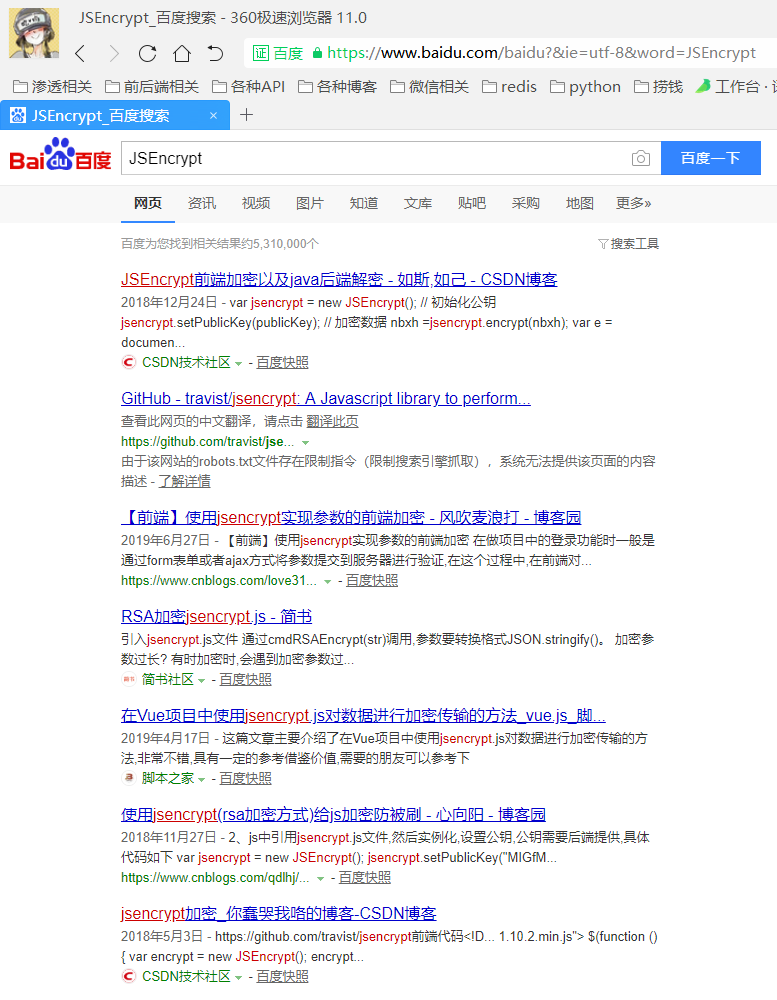 JSEncrypt_百度搜索 - 360极速浏览器 11.0
证 百度 https://www.baidu.com/baidu?&ie=utf-8&word=JSEncrypt
渗透相关 前后端相关 各种API 各种博客 微信相关 redis python 捞钱 工作台 ·
JSEncrypt_百度搜索 × +
Bai du 百度 JSEncrypt 百度一下
网页 资讯 视频 图片 知道 文库 贴吧 采购 地图 更多»
百度为您找到相关结果约5,310,000个 搜索工具
JSEncrypt前端加密以及java后端解密 - 如斯,如己 - CSDN博客
2018年12月24日 - var jsencrypt = new JSEncrypt(); // 初始化公钥
jsencrypt.setPublicKey(publicKey); // 加密数据 nbxh =jsencrypt.encrypt(nbxh); var e =
documen...
CSDN技术社区 - 百度快照
GitHub - travist/jsencrypt: A Javascript library to perform...
查看此网页的中文翻译，请点击 翻译此页
https://github.com/travist/jse...
由于该网站的robots.txt文件存在限制指令（限制搜索引擎抓取），系统无法提供该页面的内容
描述 - 了解详情
【前端】使用jsencrypt实现参数的前端加密 - 风吹麦浪打 - 博客园
2019年6月27日 - 【前端】使用jsencrypt实现参数的前端加密 在做项目中的登录功能时一般是
通过form表单或者ajax方式将参数提交到服务器进行验证,在这个过程中,在前端对...
https://www.cnblogs.com/love31... - 百度快照
RSA加密jsencrypt.js - 简书
引入jsencrypt.js文件 通过cmdRSAEncrypt(str)调用,参数要转换格式JSON.stringify()。 加密参
数过长? 有时加密时,会遇到加密参数过...
简书社区 - 百度快照
在Vue项目中使用jsencrypt.js对数据进行加密传输的方法_vue.js_脚...
2019年4月17日 - 这篇文章主要介绍了在Vue项目中使用jsencrypt.js对数据进行加密传输的方
法,非常不错,具有一定的参考借鉴价值,需要的朋友可以参考下
脚本之家 - 百度快照
使用jsencrypt(rsa加密方式)给js加密防被刷 - 心向阳 - 博客园
2018年11月27日 - 2、js中引用jsencrypt.js文件,然后实例化,设置公钥,公钥需要后端提供,具体
代码如下 var jsencrypt = new JSEncrypt(); jsencrypt.setPublicKey("MIGfM...
https://www.cnblogs.com/qdlhj/... - 百度快照
jsencrypt加密_你蠢哭我咯的博客-CSDN博客
2018年5月3日 - https://github.com/travist/jsencrypt前端代码<!D... 1.10.2.min.js"> $(function ()
{ var encrypt = new JSEncrypt(); encrypt...
CSDN技术社区 - 百度快照